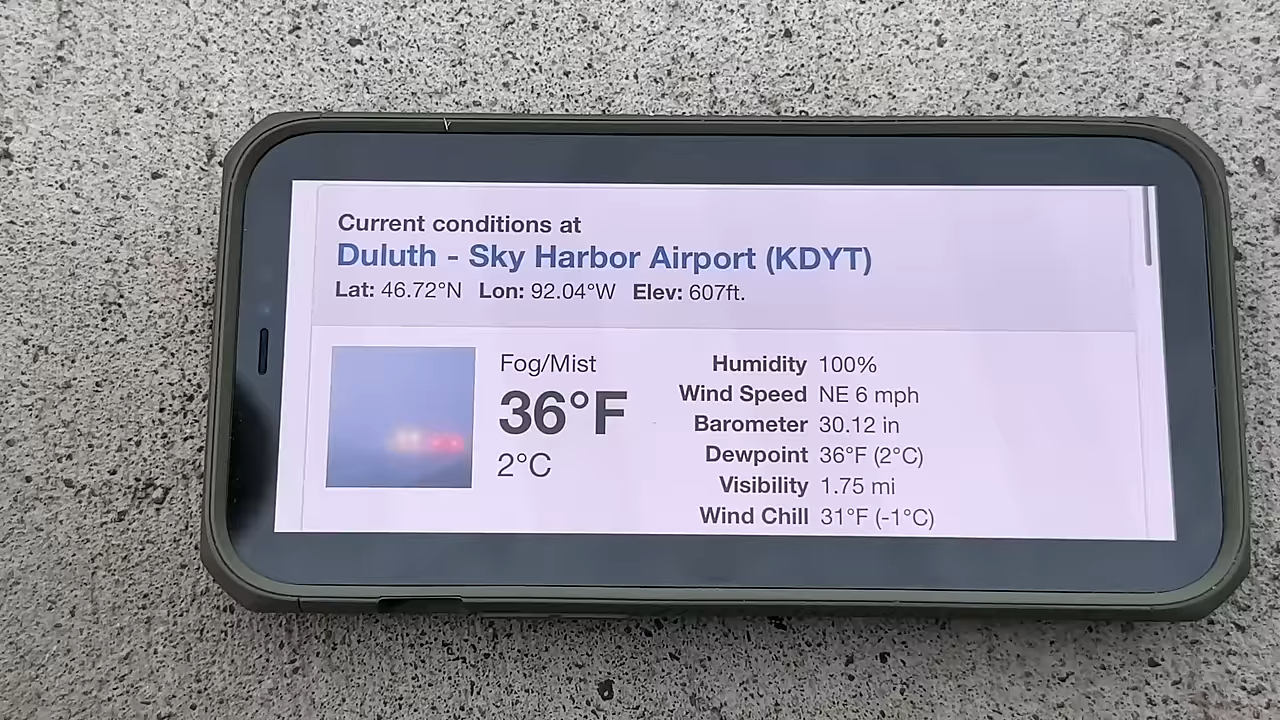 Current conditions at
Duluth - Sky Harbor Airport (KDYT)
Lat: 46.72°N Lon: 92.04°W Elev: 607ft.
Fog/Mist
36°F
2°C
Humidity 100%
Wind Speed NE 6 mph
Barometer 30.12 in
Dewpoint 36°F (2°C)
Visibility 1.75 mi
Wind Chill 31°F (-1°C)